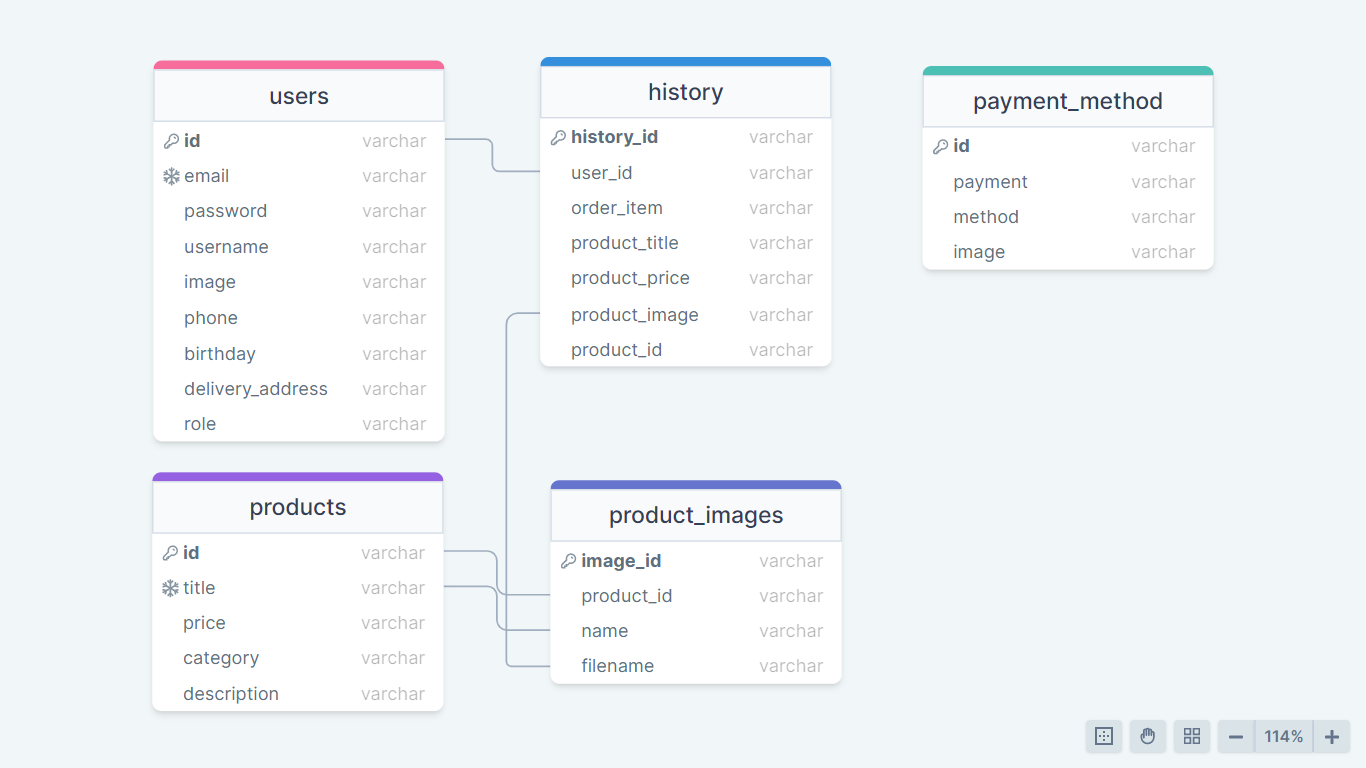 users
id varchar
email varchar
password varchar
username varchar
image varchar
phone varchar
birthday varchar
delivery_address varchar
role varchar
history
history_id varchar
user_id varchar
order_item varchar
product_title varchar
product_price varchar
product_image varchar
product_id varchar
payment_method
id varchar
payment varchar
method varchar
image varchar
products
id varchar
title varchar
price varchar
category varchar
description varchar
product_images
image_id varchar
product_id varchar
name varchar
filename varchar
114%